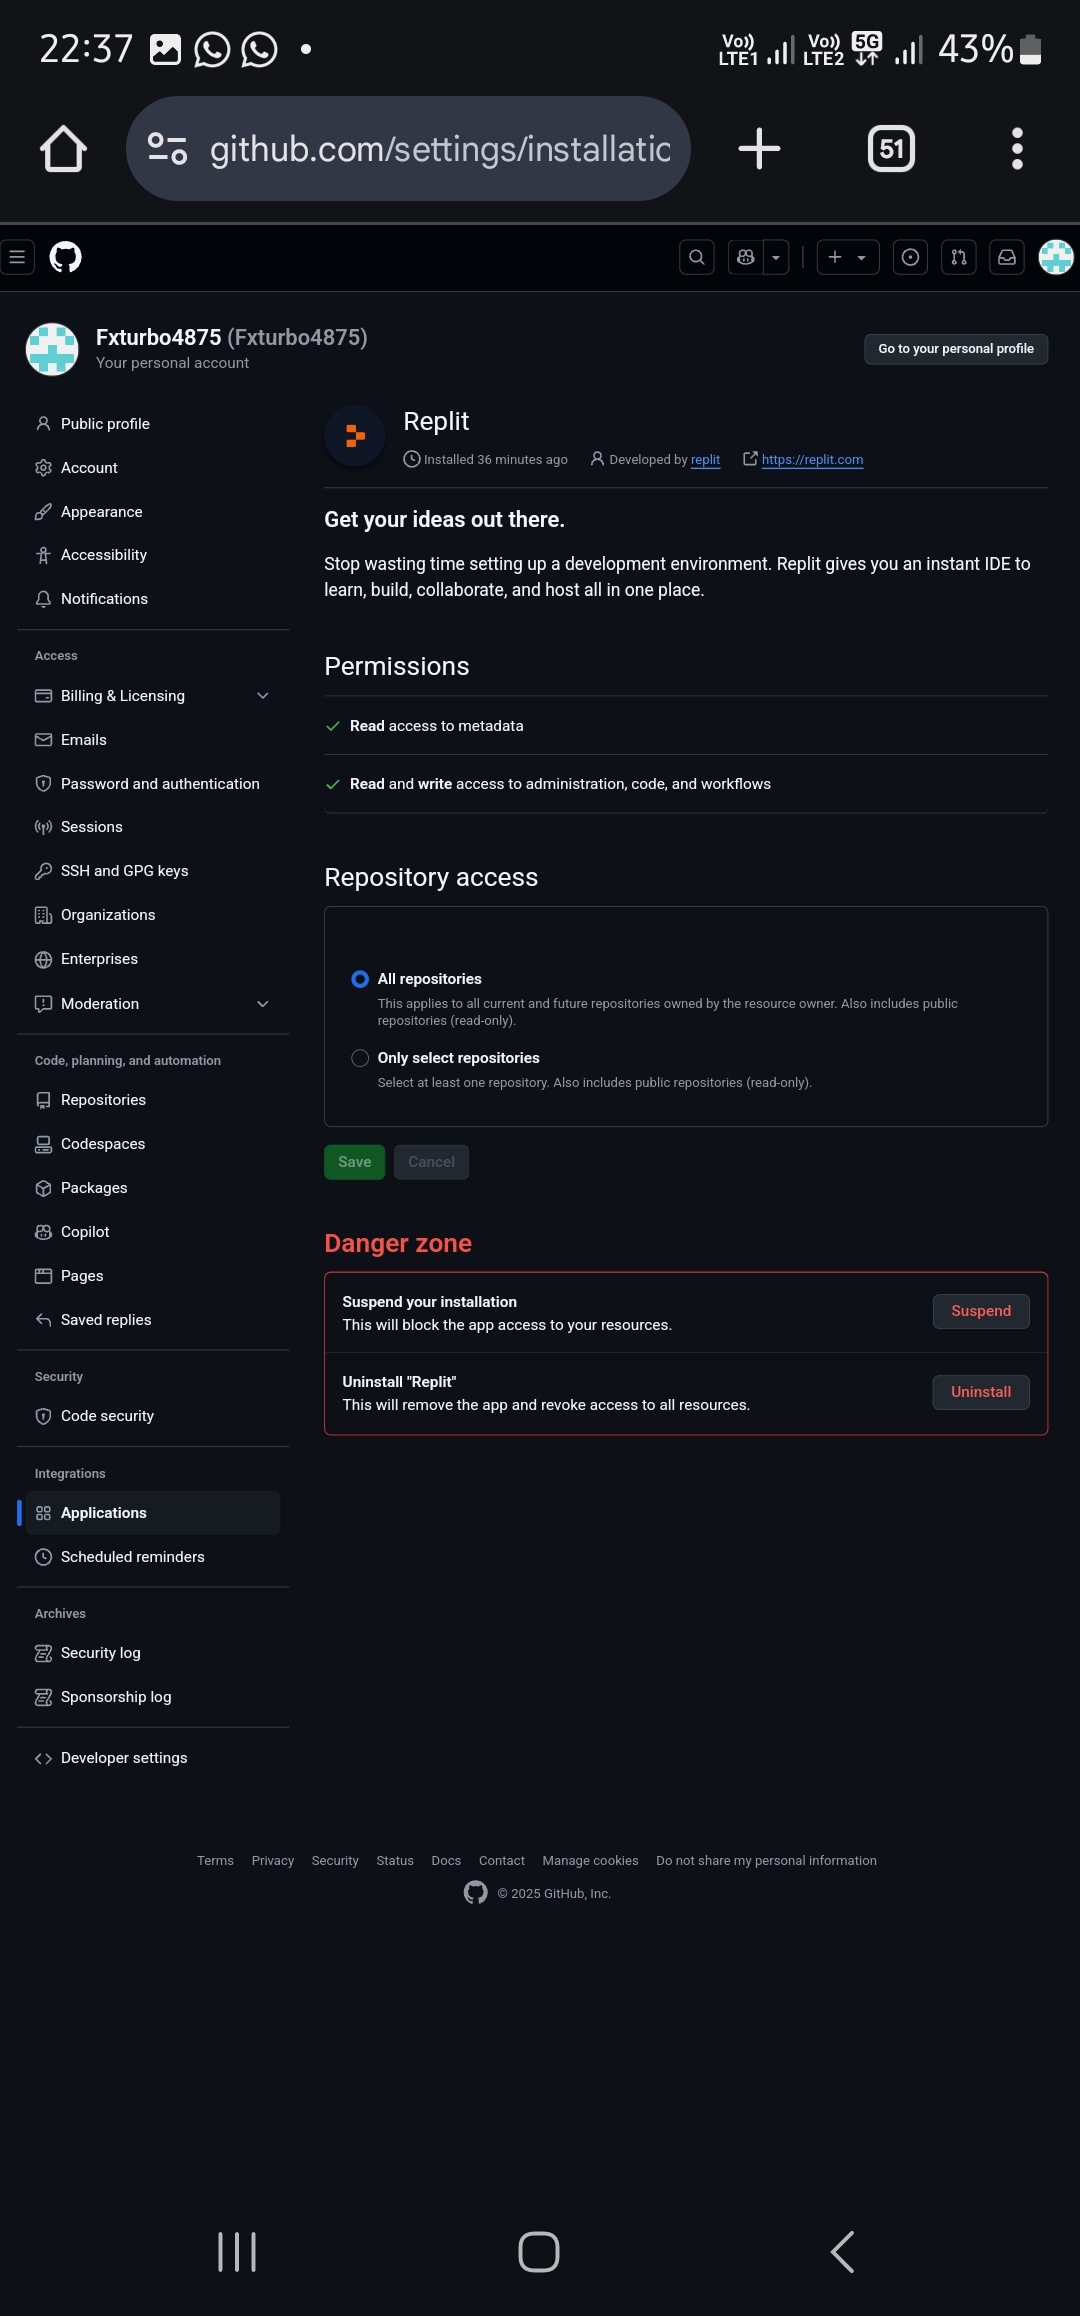 22:37
Vo)) LTE1 Vo)) LTE2 5G 43%
github.com/settings/installatic
51
Fxturbo4875 (Fxturbo4875)
Your personal account
Go to your personal profile
Public profile
Account
Appearance
Accessibility
Notifications
Access
Billing & Licensing
Emails
Password and authentication
Sessions
SSH and GPG keys
Organizations
Enterprises
Moderation
Code, planning, and automation
Repositories
Codespaces
Packages
Copilot
Pages
Saved replies
Security
Code security
Integrations
Applications
Scheduled reminders
Archives
Security log
Sponsorship log
Developer settings
Replit
Installed 36 minutes ago Developed by replit https://replit.com
Get your ideas out there.
Stop wasting time setting up a development environment. Replit gives you an instant IDE to
learn, build, collaborate, and host all in one place.
Permissions
Read access to metadata
Read and write access to administration, code, and workflows
Repository access
All repositories
This applies to all current and future repositories owned by the resource owner. Also includes public
repositories (read-only).
Only select repositories
Select at least one repository. Also includes public repositories (read-only).
Save Cancel
Danger zone
Suspend your installation
This will block the app access to your resources.
Suspend
Uninstall "Replit"
This will remove the app and revoke access to all resources.
Uninstall
Terms Privacy Security Status Docs Contact Manage cookies Do not share my personal information
© 2025 GitHub, Inc.